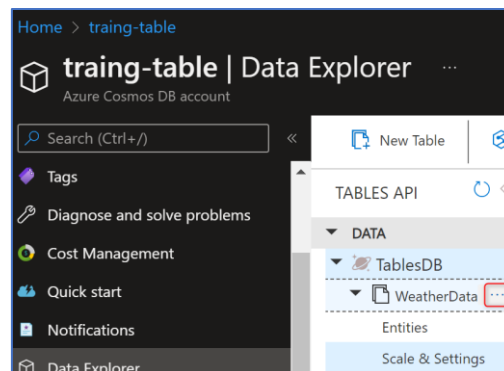 Home > traing-table
traing-table | Data Explorer ...
Azure Cosmos DB account
Search (Ctrl+/)
«
Tags
Diagnose and solve problems
Cost Management
Quick start
Notifications
Data Explorer
New Table
TABLES API
DATA
TablesDB
WeatherData ...
Entities
Scale & Settings